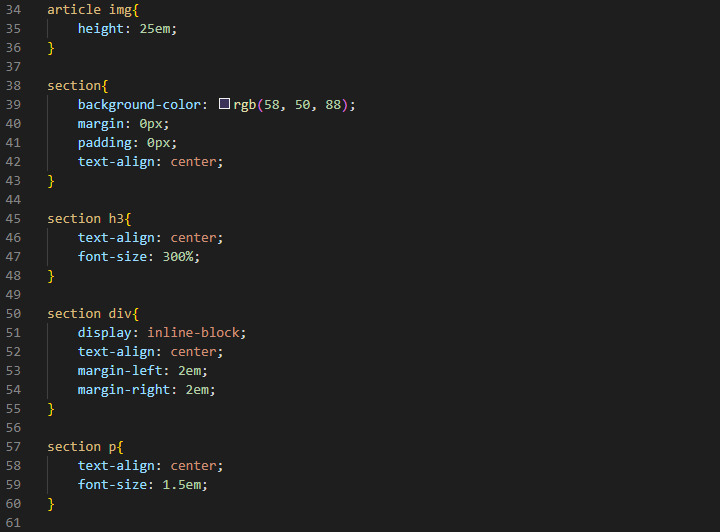 34 article img{
35     height: 25em;
36 }
37
38 section{
39     background-color: rgb(58, 50, 88);
40     margin: 0px;
41     padding: 0px;
42     text-align: center;
43 }
44
45 section h3{
46     text-align: center;
47     font-size: 300%;
48 }
49
50 section div{
51     display: inline-block;
52     text-align: center;
53     margin-left: 2em;
54     margin-right: 2em;
55 }
56
57 section p{
58     text-align: center;
59     font-size: 1.5em;
60 }
61